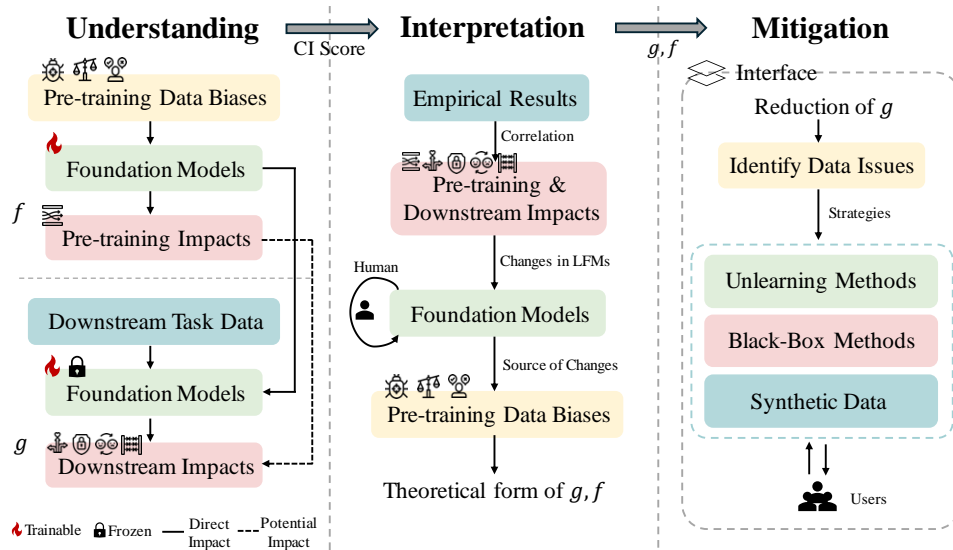 Understanding
CI Score
Interpretation
g, f
Mitigation
Pre-training Data Biases
Foundation Models
f
Pre-training Impacts
Downstream Task Data
Foundation Models
g
Downstream Impacts
Trainable
Frozen
Direct
Impact
Potential
Impact
Empirical Results
Correlation
Pre-training &
Downstream Impacts
Changes in LFMs
Human
Foundation Models
Source of Changes
Pre-training Data Biases
Theoretical form of g, f
Interface
Reduction of g
Identify Data Issues
Strategies
Unlearning Methods
Black-Box Methods
Synthetic Data
Users